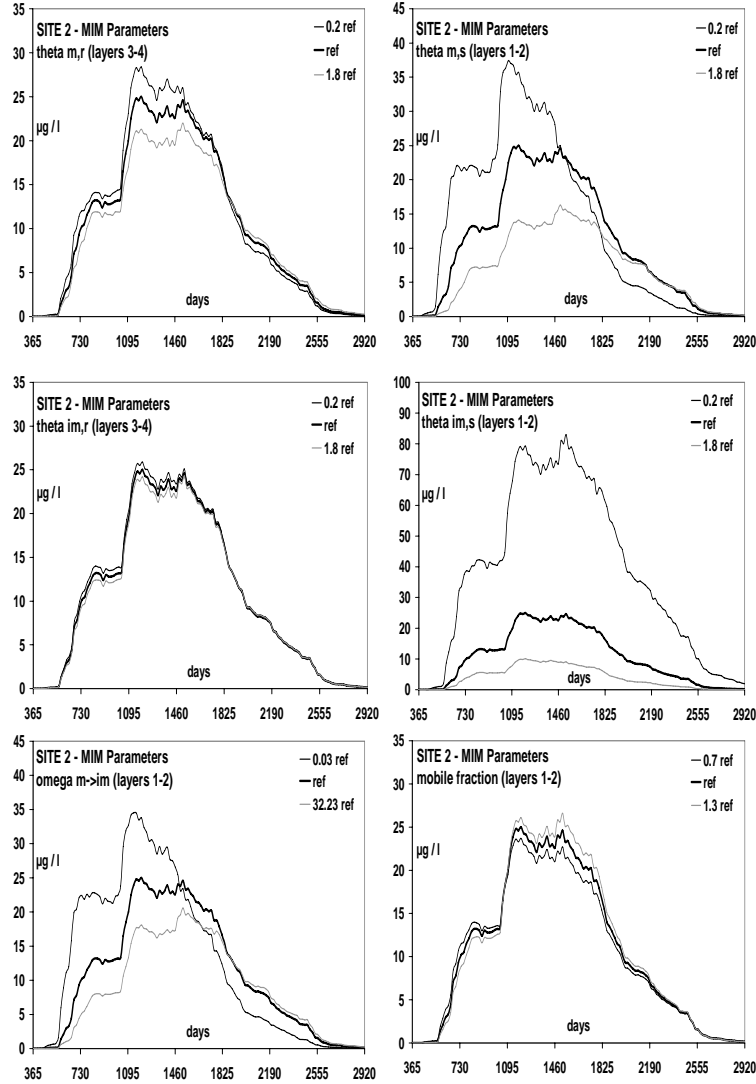 35
30
25
20
15
10
5
0
SITE 2 - MIM Parameters
theta m,r (layers 3-4)
µg / l
0.2 ref
ref
1.8 ref
days
365 730 1095 1460 1825 2190 2555 2920
45
40
35
30
25
20
15
10
5
0
SITE 2 - MIM Parameters
theta m,s (layers 1-2)
µg / l
0.2 ref
ref
1.8 ref
days
365 730 1095 1460 1825 2190 2555 2920
35
30
25
20
15
10
5
0
SITE 2 - MIM Parameters
theta im,r (layers 3-4)
µg / l
0.2 ref
ref
1.8 ref
days
365 730 1095 1460 1825 2190 2555 2920
100
90
80
70
60
50
40
30
20
10
0
SITE 2 - MIM Parameters
theta im,s (layers 1-2)
µg / l
0.2 ref
ref
1.8 ref
days
365 730 1095 1460 1825 2190 2555 2920
45
40
35
30
25
20
15
10
5
0
SITE 2 - MIM Parameters
omega m->im (layers 1-2)
µg / l
0.03 ref
ref
32.23 ref
days
365 730 1095 1460 1825 2190 2555 2920
35
30
25
20
15
10
5
0
SITE 2 - MIM Parameters
mobile fraction (layers 1-2)
µg / l
0.7 ref
ref
1.3 ref
days
365 730 1095 1460 1825 2190 2555 2920